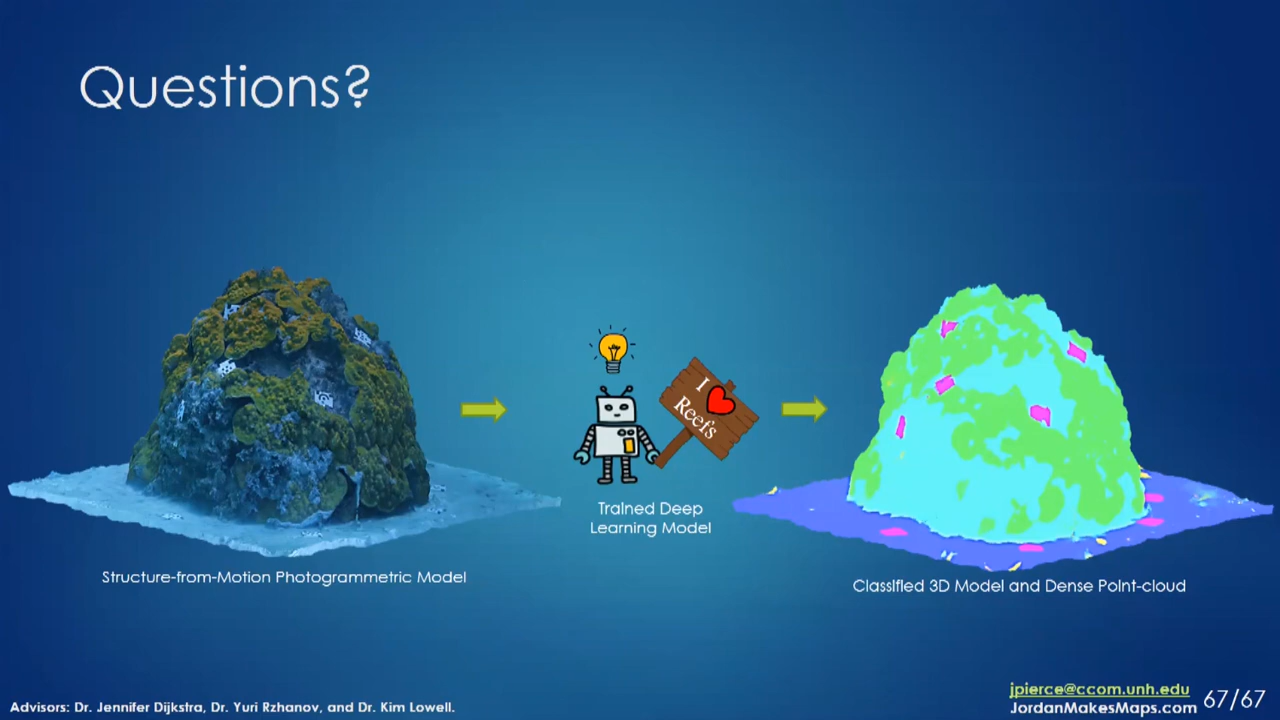 Questions?
I
Reefs
Trained Deep
Learning Model
Structure-from-Motion Photogrammetric Model
Classified 3D Model and Dense Point-cloud
jpierce@ccom.unh.edu
Advisors: Dr. Jennifer Dijkstra, Dr. Yuri Rzhanov, and Dr. Kim Lowell.
JordanMakesMaps.com
67/67